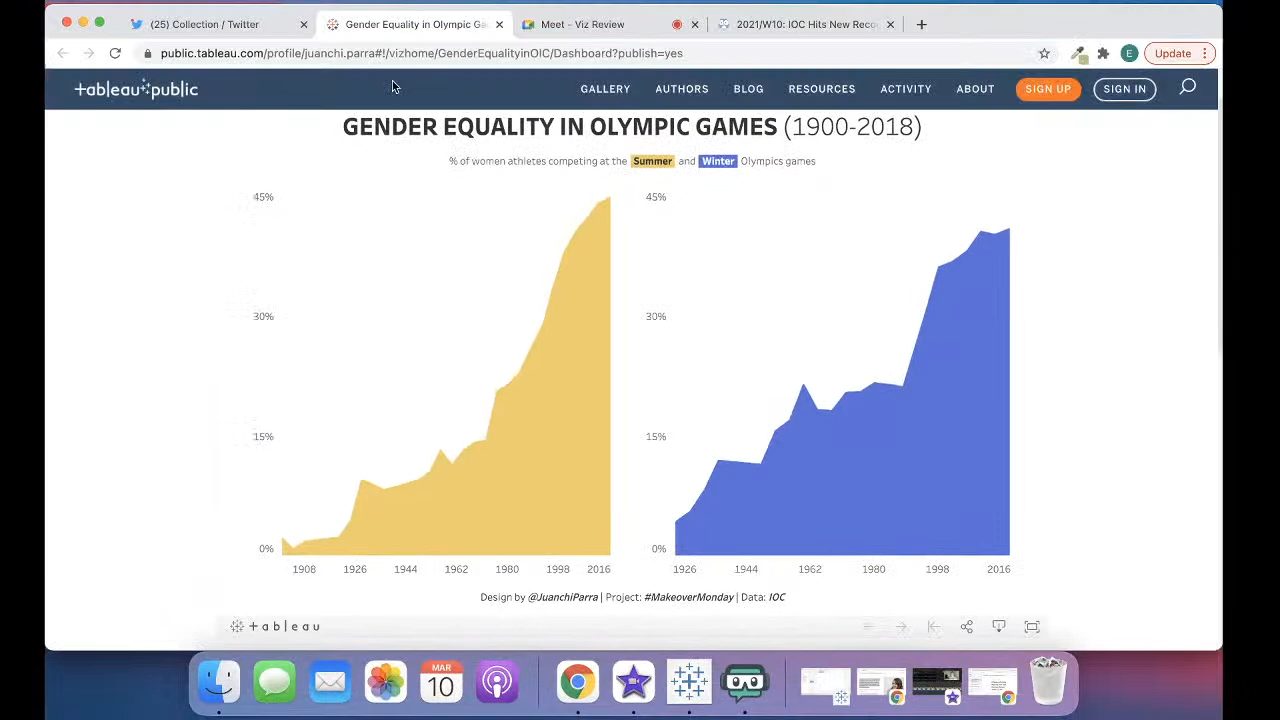 (25) Collection / Twitter
Gender Equality in Olympic Ga
Meet – Viz Review
2021/W10: IOC Hits New Reco
public.tableau.com/profile/juanchi.parra#!/vizhome/GenderEqualityinOIC/Dashboard?publish=yes
E
Update
tableau public
GALLERY
AUTHORS
BLOG
RESOURCES
ACTIVITY
ABOUT
SIGN UP
SIGN IN
GENDER EQUALITY IN OLYMPIC GAMES (1900-2018)
% of women athletes competing at the Summer and Winter Olympics games
45%
30%
15%
0%
1908 1926 1944 1962 1980 1998 2016
45%
30%
15%
0%
1926 1944 1962 1980 1998 2016
Design by @JuanchiParra | Project: #MakeoverMonday | Data: IOC
tableau
MAR
10